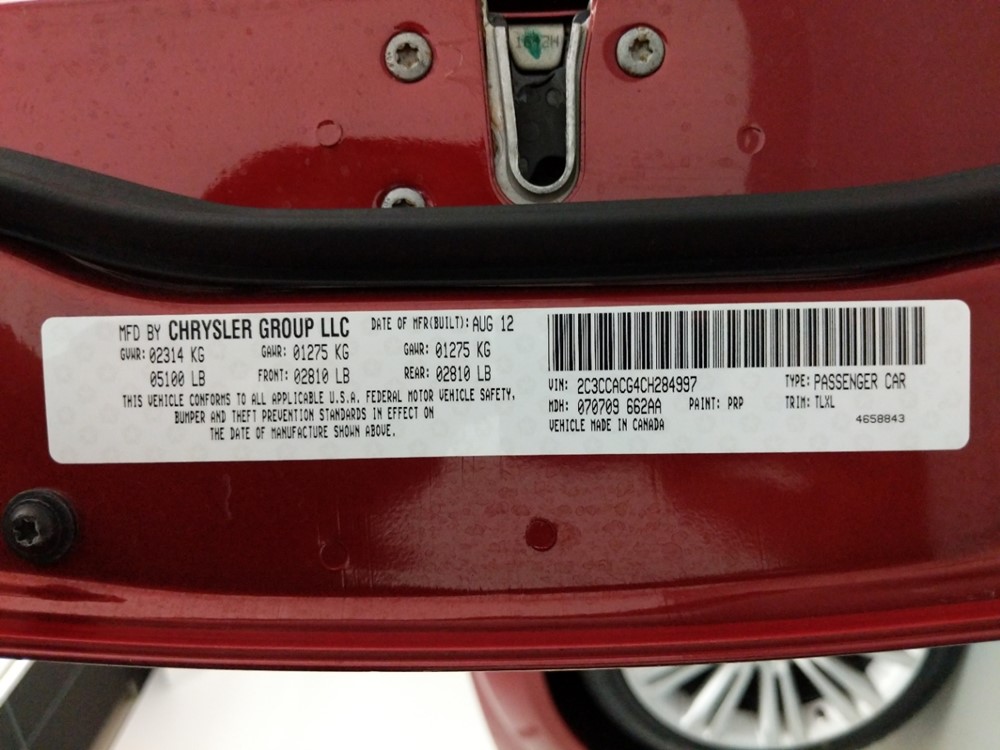 MFD BY CHRYSLER GROUP LLC DATE OF MFR(BUILT): AUG 12
GVWR: 02314 KG GAWR: 01275 KG GAWR: 01275 KG
05100 LB FRONT: 02810 LB REAR: 02810 LB
THIS VEHICLE CONFORMS TO ALL APPLICABLE U.S.A. FEDERAL MOTOR VEHICLE SAFETY,
BUMPER AND THEFT PREVENTION STANDARDS IN EFFECT ON
THE DATE OF MANUFACTURE SHOWN ABOVE.
VIN: 2C3CCACG4CH284997 TYPE: PASSENGER CAR
MDH: 070709 662AA PAINT: PRP TRIM: TLXL
VEHICLE MADE IN CANADA 4658843